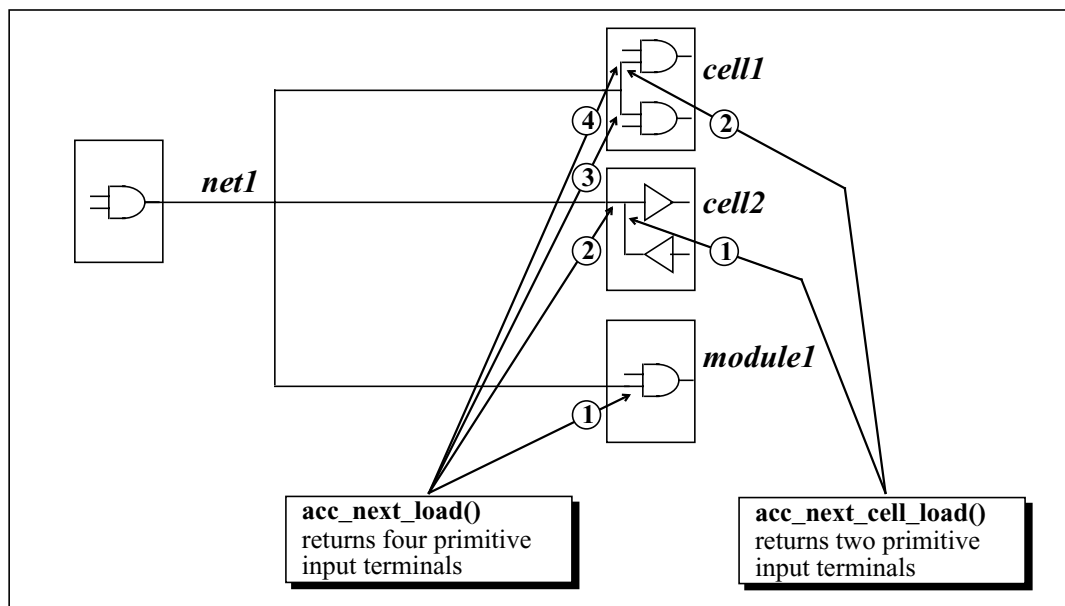 cell1
4
2
3
net1
cell2
2
1
module1
1
acc_next_load()
returns four primitive
input terminals
acc_next_cell_load()
returns two primitive
input terminals